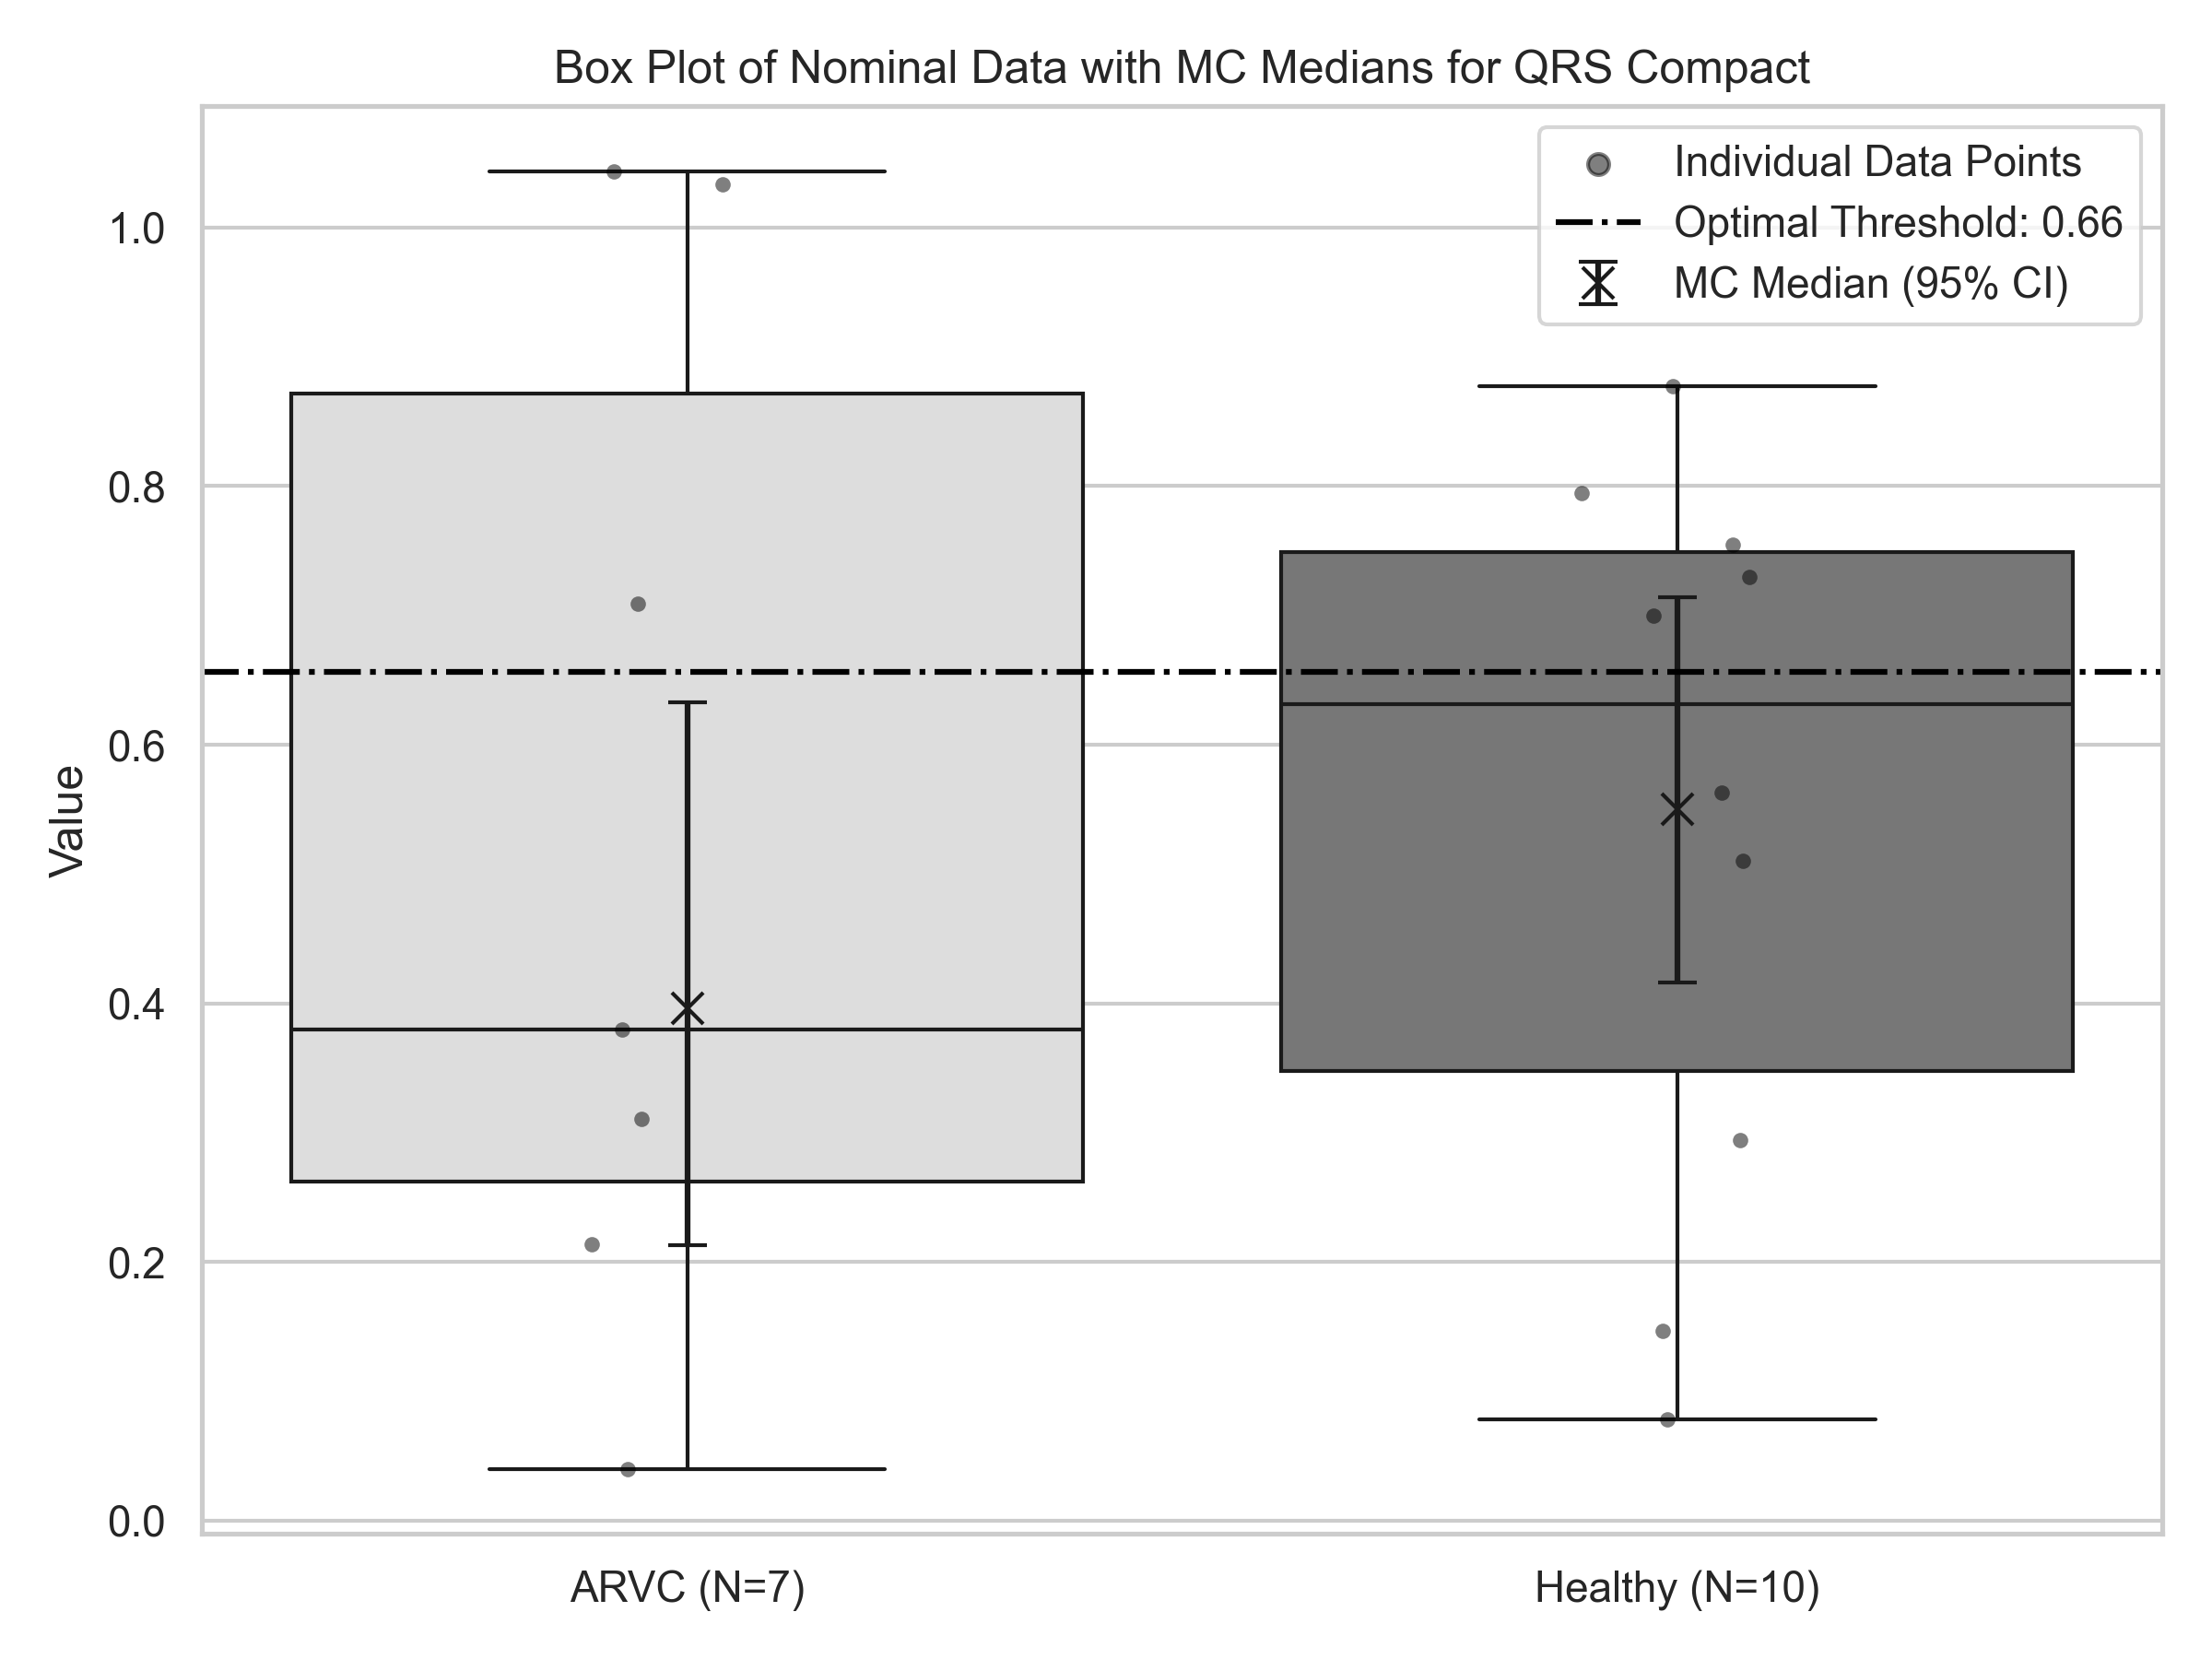 Box Plot of Nominal Data with MC Medians for QRS Compact
Individual Data Points
Optimal Threshold: 0.66
MC Median (95% CI)
Value
1.0
0.8
0.6
0.4
0.2
0.0
ARVC (N=7)
Healthy (N=10)